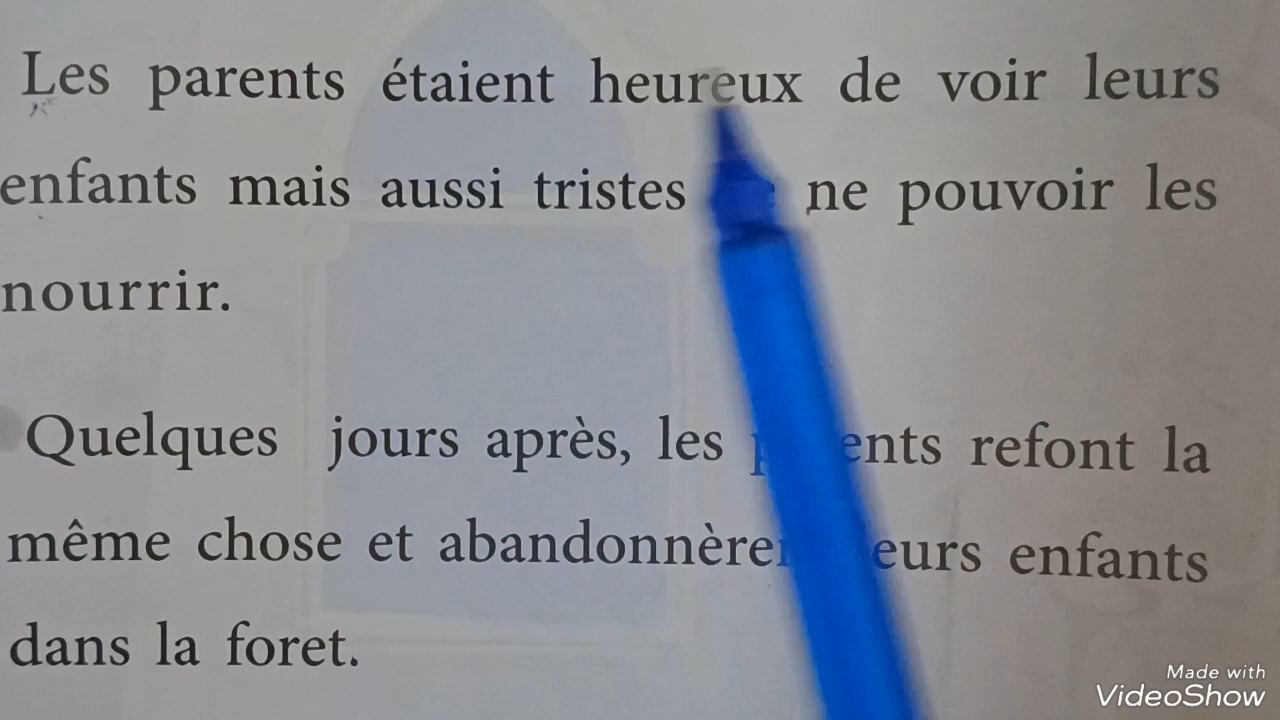 Les parents étaient heureux de voir leurs
enfants mais aussi tristes ne pouvoir les
nourrir.
Quelques jours après, les refont la
même chose et enfants
dans la foret.
Made with
VideoShow